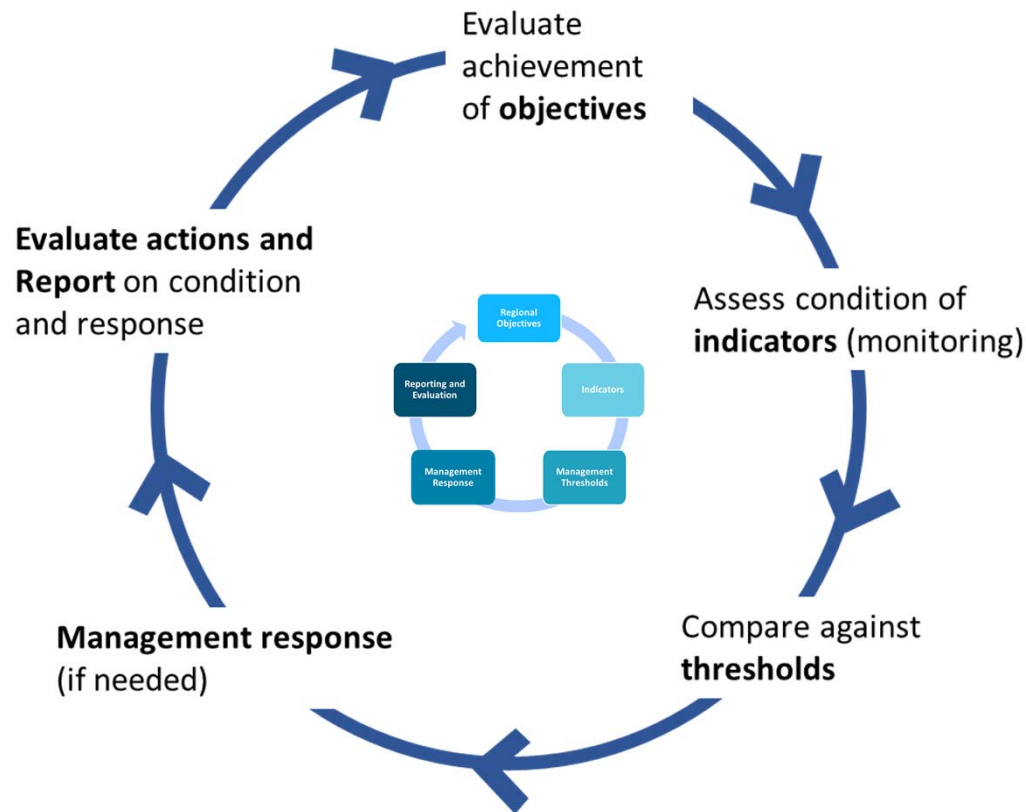 Evaluate
achievement
of objectives
Assess condition of
indicators (monitoring)
Compare against
thresholds
Management response
(if needed)
Evaluate actions and
Report on condition
and response
Regional
Objectives
Indicators
Management
Thresholds
Management
Response
Reporting and
Evaluation